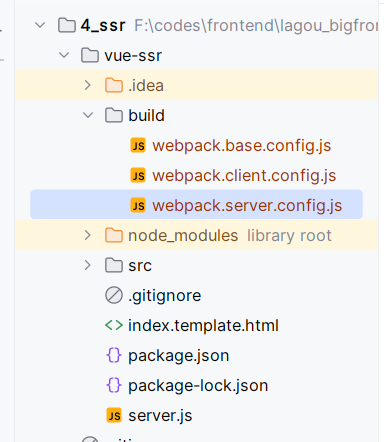 4_ssr F:\codes\frontend\lagou_bigfron
vue-ssr
.idea
build
JS webpack.base.config.js
JS webpack.client.config.js
JS webpack.server.config.js
node_modules library root
src
.gitignore
<> index.template.html
{} package.json
{} package-lock.json
JS server.js